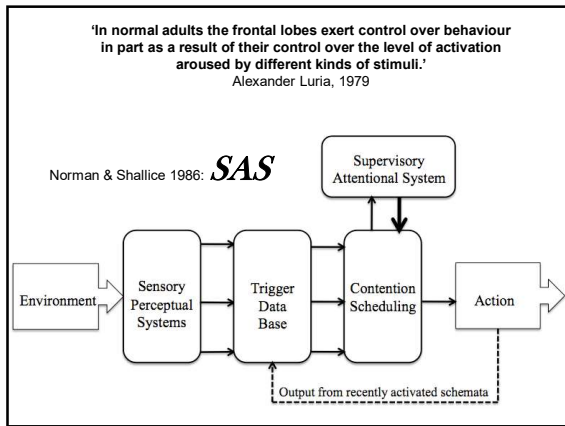 ‘In normal adults the frontal lobes exert control over behaviour
in part as a result of their control over the level of activation
aroused by different kinds of stimuli.’
Alexander Luria, 1979
Norman & Shallice 1986: SAS
Supervisory
Attentional System
Environment
Sensory
Perceptual
Systems
Trigger
Data
Base
Contention
Scheduling
Action
Output from recently activated schemata